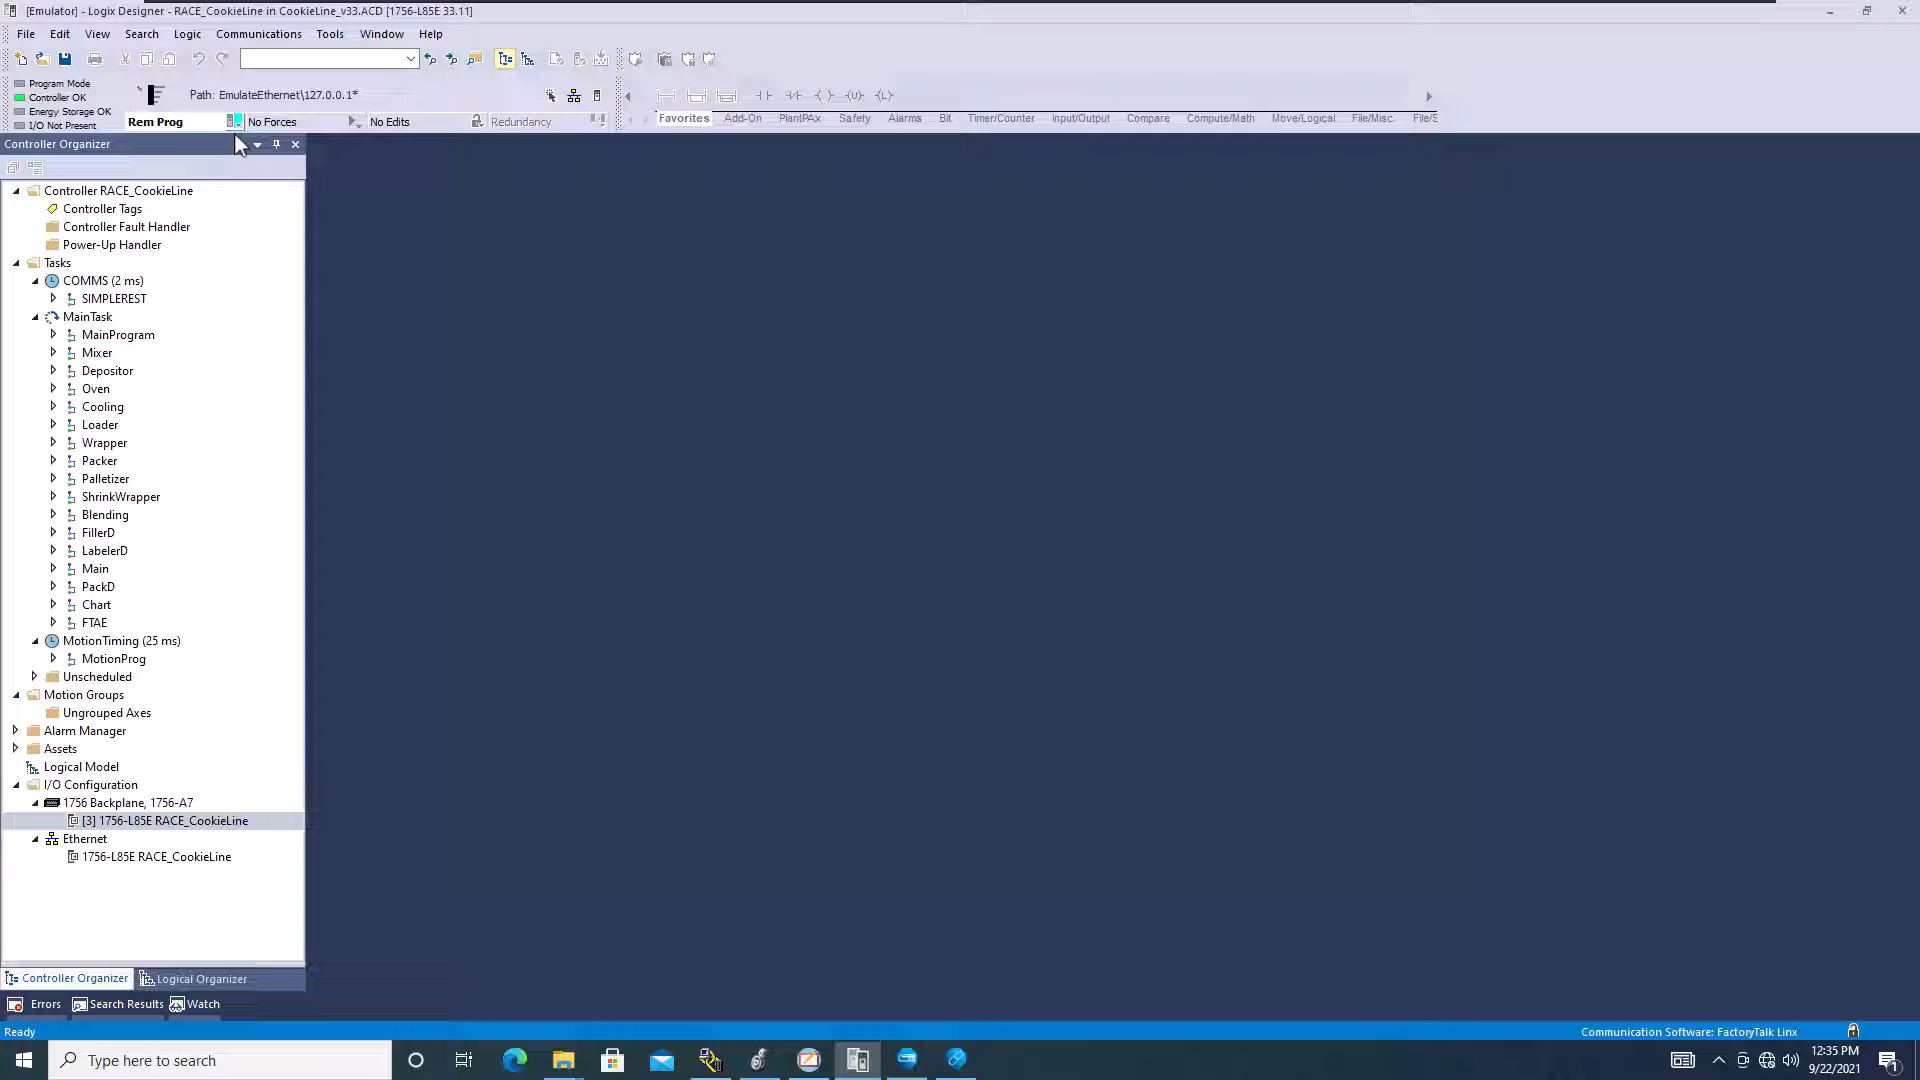 [Emulator] - Logix Designer - RACE_CookieLine in CookieLine_v33.ACD [1756-L85E 33.11]
File Edit View Search Logic Communications Tools Window Help
Program Mode
Controller OK
Energy Storage OK
I/O Not Present
Path: EmulateEthernet\127.0.0.1*
Rem Prog No Forces No Edits Redundancy
Favorites Add-On PlantPAx Safety Alarms Bit Timer/Counter Input/Output Compare Compute/Math Move/Logical File/Misc. File/S
Controller Organizer
Controller RACE_CookieLine
Controller Tags
Controller Fault Handler
Power-Up Handler
Tasks
COMMS (2 ms)
SIMPLEREST
MainTask
MainProgram
Mixer
Depositor
Oven
Cooling
Loader
Wrapper
Packer
Palletizer
ShrinkWrapper
Blending
FillerD
LabelerD
Main
PackD
Chart
FTAE
MotionTiming (25 ms)
MotionProg
Unscheduled
Motion Groups
Ungrouped Axes
Alarm Manager
Assets
Logical Model
I/O Configuration
1756 Backplane, 1756-A7
[3] 1756-L85E RACE_CookieLine
Ethernet
1756-L85E RACE_CookieLine
Controller Organizer Logical Organizer
Errors Search Results Watch
Ready Communication Software: FactoryTalk Linx
Type here to search
12:35 PM
9/22/2021
1